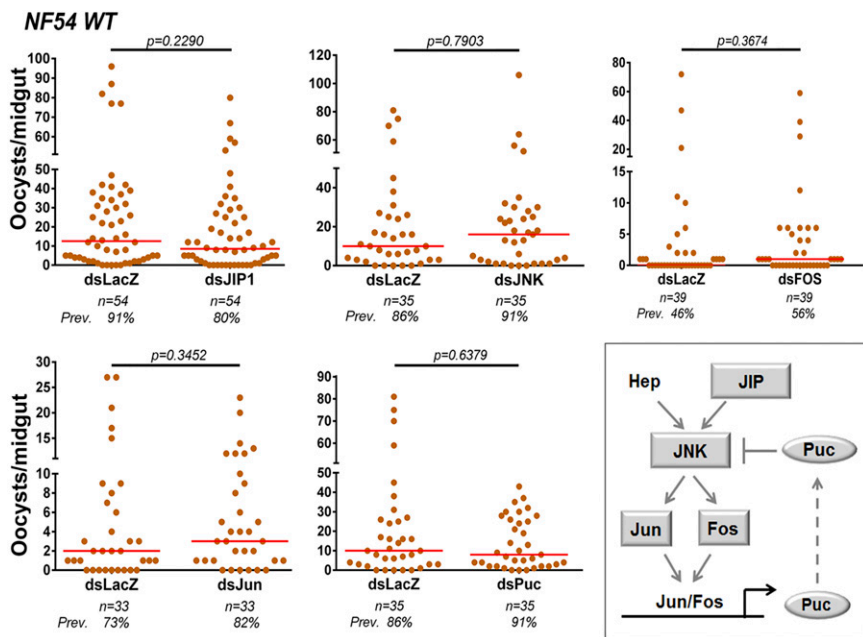 NF54 WT
p=0.2290
Oocysts/midgut
100
90
80
70
60
50
40
30
20
10
0
dsLacZ dsJIP1
n=54 n=54
Prev. 91% 80%
p=0.7903
120
100
80
60
40
20
0
dsLacZ dsJNK
n=35 n=35
Prev. 86% 91%
p=0.3674
80
60
40
20
15
10
5
0
dsLacZ dsFOS
n=39 n=39
Prev. 46% 56%
p=0.3452
Oocysts/midgut
30
25
20
15
10
8
6
4
2
0
dsLacZ dsJun
n=33 n=33
Prev. 73% 82%
p=0.6379
90
80
70
60
50
40
30
20
10
0
dsLacZ dsPuc
n=35 n=35
Prev. 86% 91%
Hep JIP
JNK Puc
Jun Fos
Jun/Fos Puc